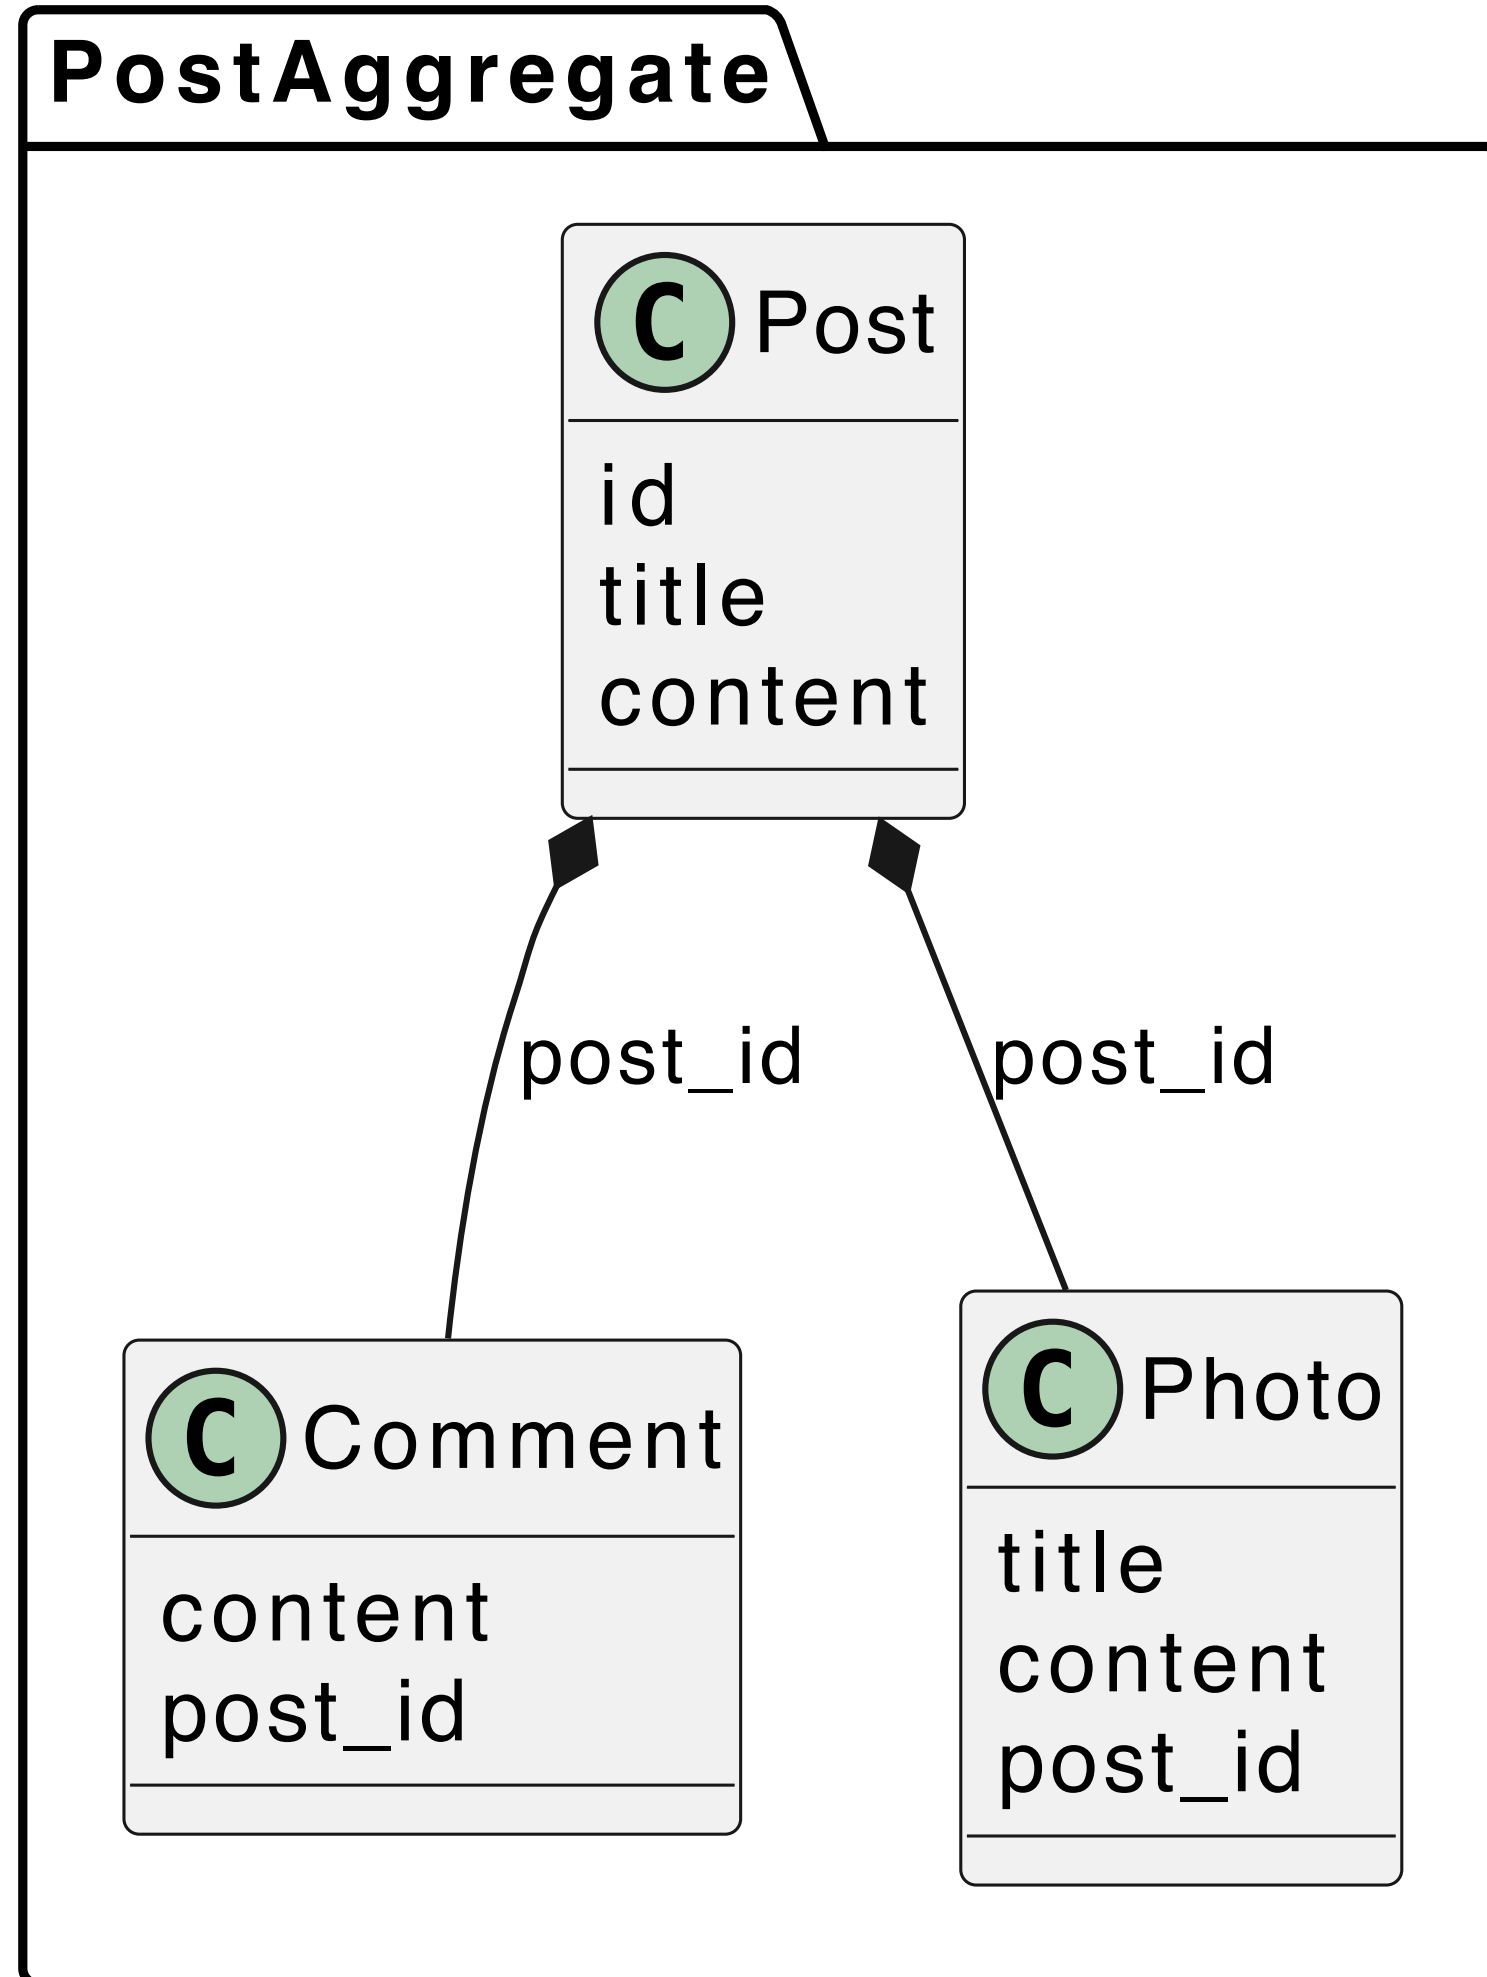 PostAggregate
C Post
id
title
content
post_id
post_id
C Comment
content
post_id
C Photo
title
content
post_id